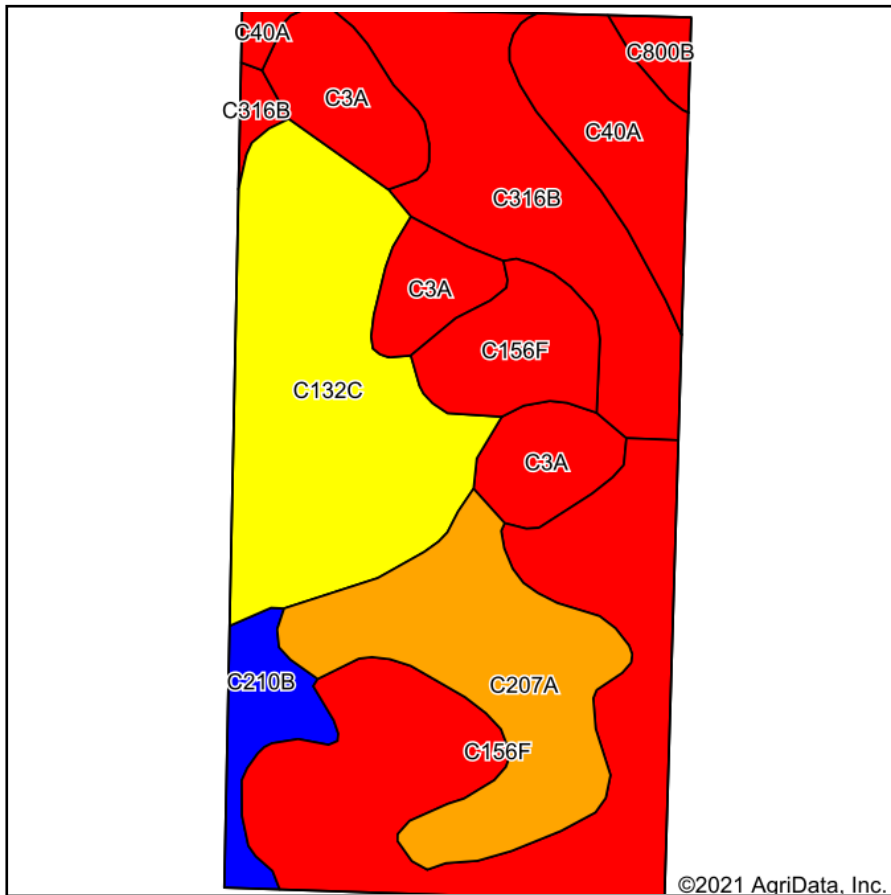 C40A
C800B
C3A
C316B
C40A
C316B
C3A
C156F
C132C
C3A
C210B
C207A
C156F
©2021 AgriData, Inc.